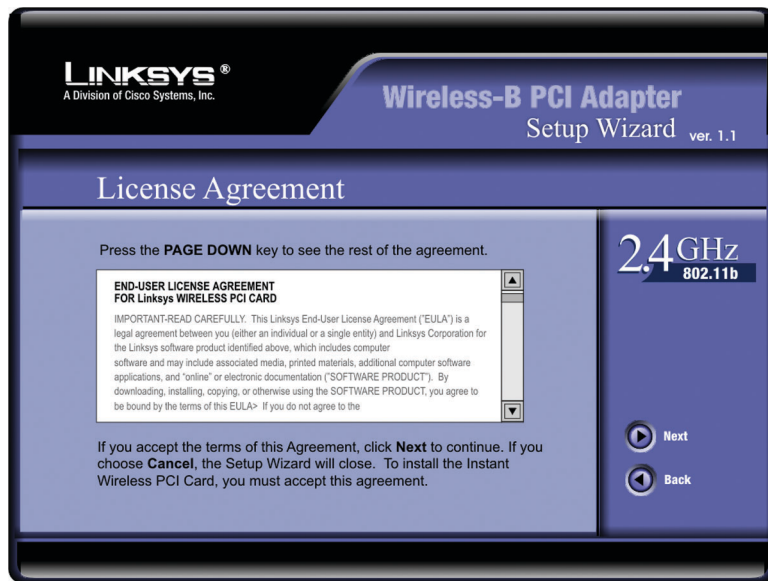 LINKSYS®
A Division of Cisco Systems, Inc.
Wireless-B PCI Adapter
Setup Wizard ver. 1.1
License Agreement
Press the PAGE DOWN key to see the rest of the agreement.
END-USER LICENSE AGREEMENT
FOR Linksys WIRELESS PCI CARD
IMPORTANT-READ CAREFULLY. This Linksys End-User License Agreement ("EULA") is a
legal agreement between you (either an individual or a single entity) and Linksys Corporation for
the Linksys software product identified above, which includes computer
software and may include associated media, printed materials, additional computer software
applications, and "online" or electronic documentation ("SOFTWARE PRODUCT"). By
downloading, installing, copying, or otherwise using the SOFTWARE PRODUCT, you agree to
be bound by the terms of this EULA> If you do not agree to the
If you accept the terms of this Agreement, click Next to continue. If you
choose Cancel, the Setup Wizard will close. To install the Instant
Wireless PCI Card, you must accept this agreement.
2,4GHz
802.11b
Next
Back